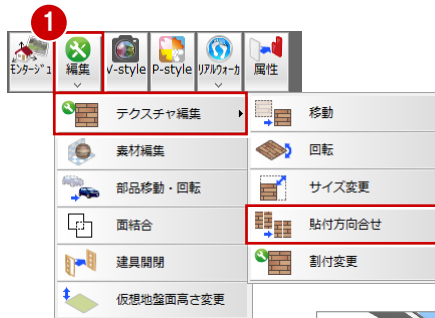 1
モンタージュ 編集 V-style P-style リアルウォーカ 属性
テクスチャ編集
移動
素材編集
回転
部品移動・回転
サイズ変更
面結合
貼付方向合せ
建具開閉
割付変更
仮想地盤面高さ変更